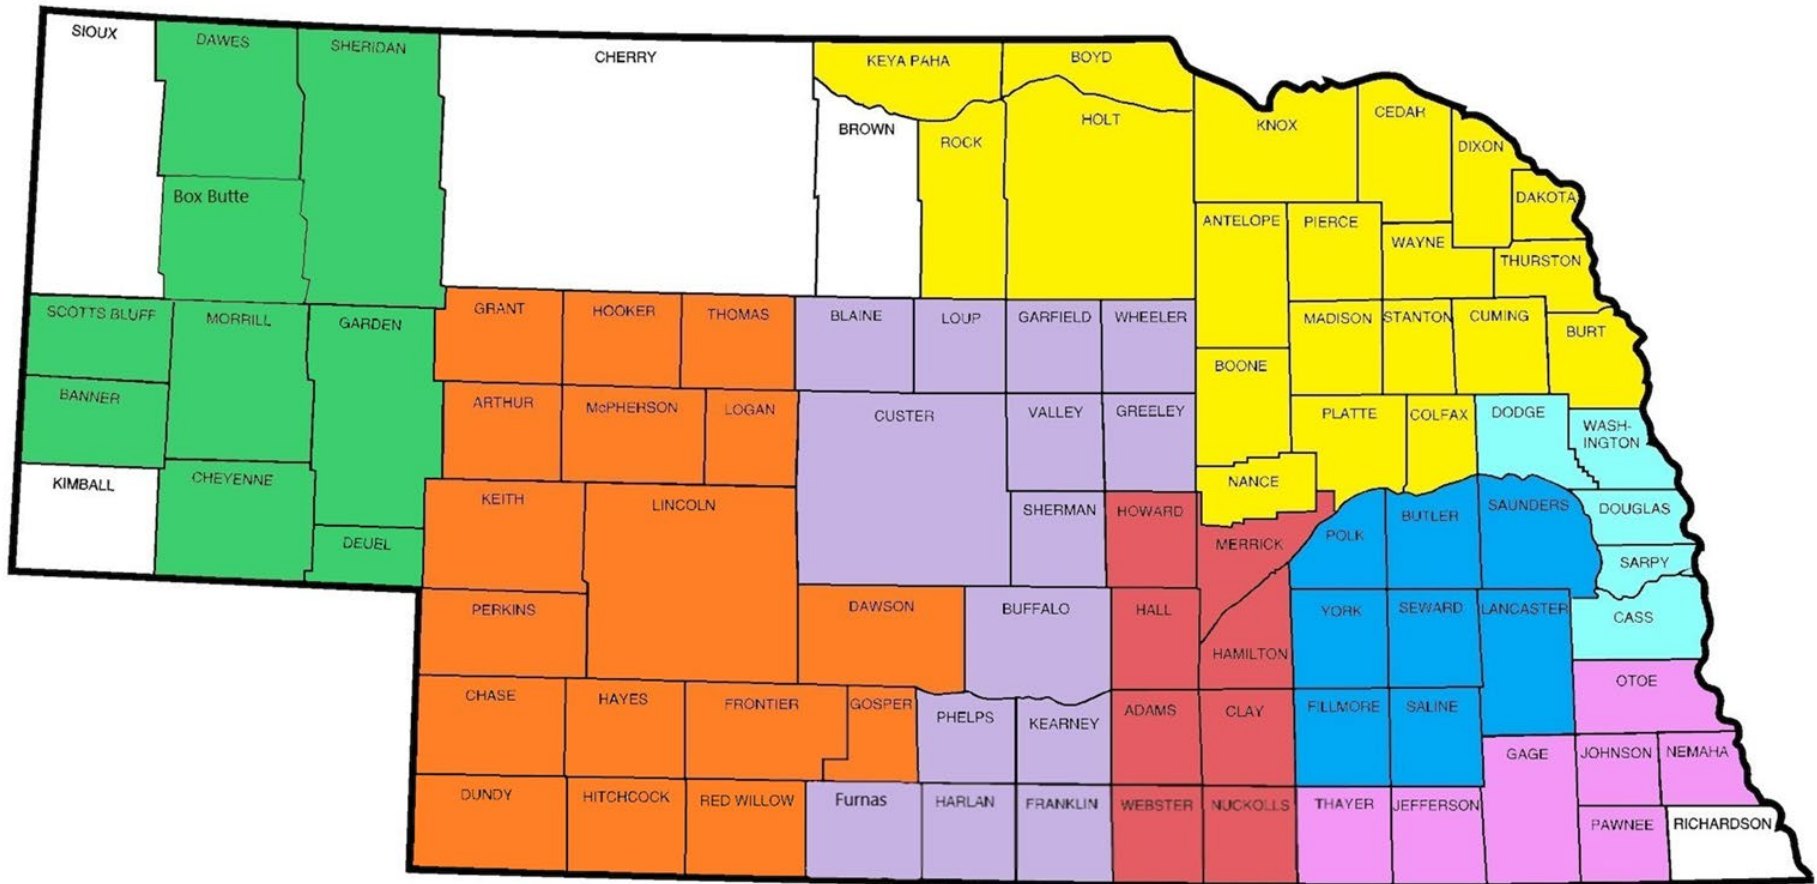 SIOUX
DAWES
SHERIDAN
CHERRY
KEYA PAHA
BOYD
BROWN
ROCK
HOLT
KNOX
CEDAR
DIXON
DAKOTA
Box Butte
ANTELOPE
PIERCE
WAYNE
THURSTON
SCOTTS BLUFF
MORRILL
GARDEN
GRANT
HOOKER
THOMAS
BLAINE
LOUP
GARFIELD
WHEELER
MADISON
STANTON
CUMING
BURT
BANNER
BOONE
ARTHUR
McPHERSON
LOGAN
CUSTER
VALLEY
GREELEY
PLATTE
COLFAX
DODGE
WASH-
INGTON
KIMBALL
CHEYENNE
NANCE
KEITH
LINCOLN
SHERMAN
HOWARD
MERRICK
POLK
BUTLER
SAUNDERS
DOUGLAS
DEUEL
SARPY
PERKINS
DAWSON
BUFFALO
HALL
HAMILTON
YORK
SEWARD
LANCASTER
CASS
CHASE
HAYES
FRONTIER
GOSPER
PHELPS
KEARNEY
ADAMS
CLAY
FILLMORE
SALINE
OTOE
GAGE
JOHNSON
NEMAHA
DUNDY
HITCHCOCK
RED WILLOW
Furnas
HARLAN
FRANKLIN
WEBSTER
NUCKOLLS
THAYER
JEFFERSON
PAWNEE
RICHARDSON